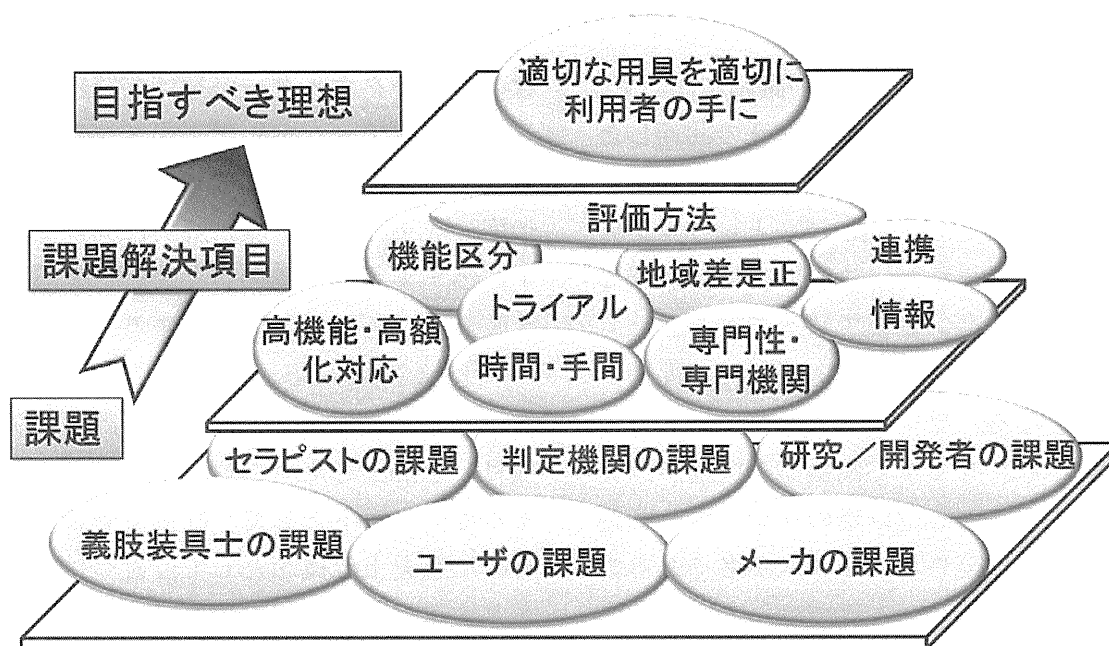 適切な用具を適切に
利用者の手に
目指すべき理想
評価方法
機能区分
地域差是正
連携
課題解決項目
トライアル
情報
高機能・高額
化対応
時間・手間
専門性・
専門機関
課題
セラピストの課題
判定機関の課題
研究／開発者の課題
義肢装具士の課題
ユーザの課題
メーカの課題